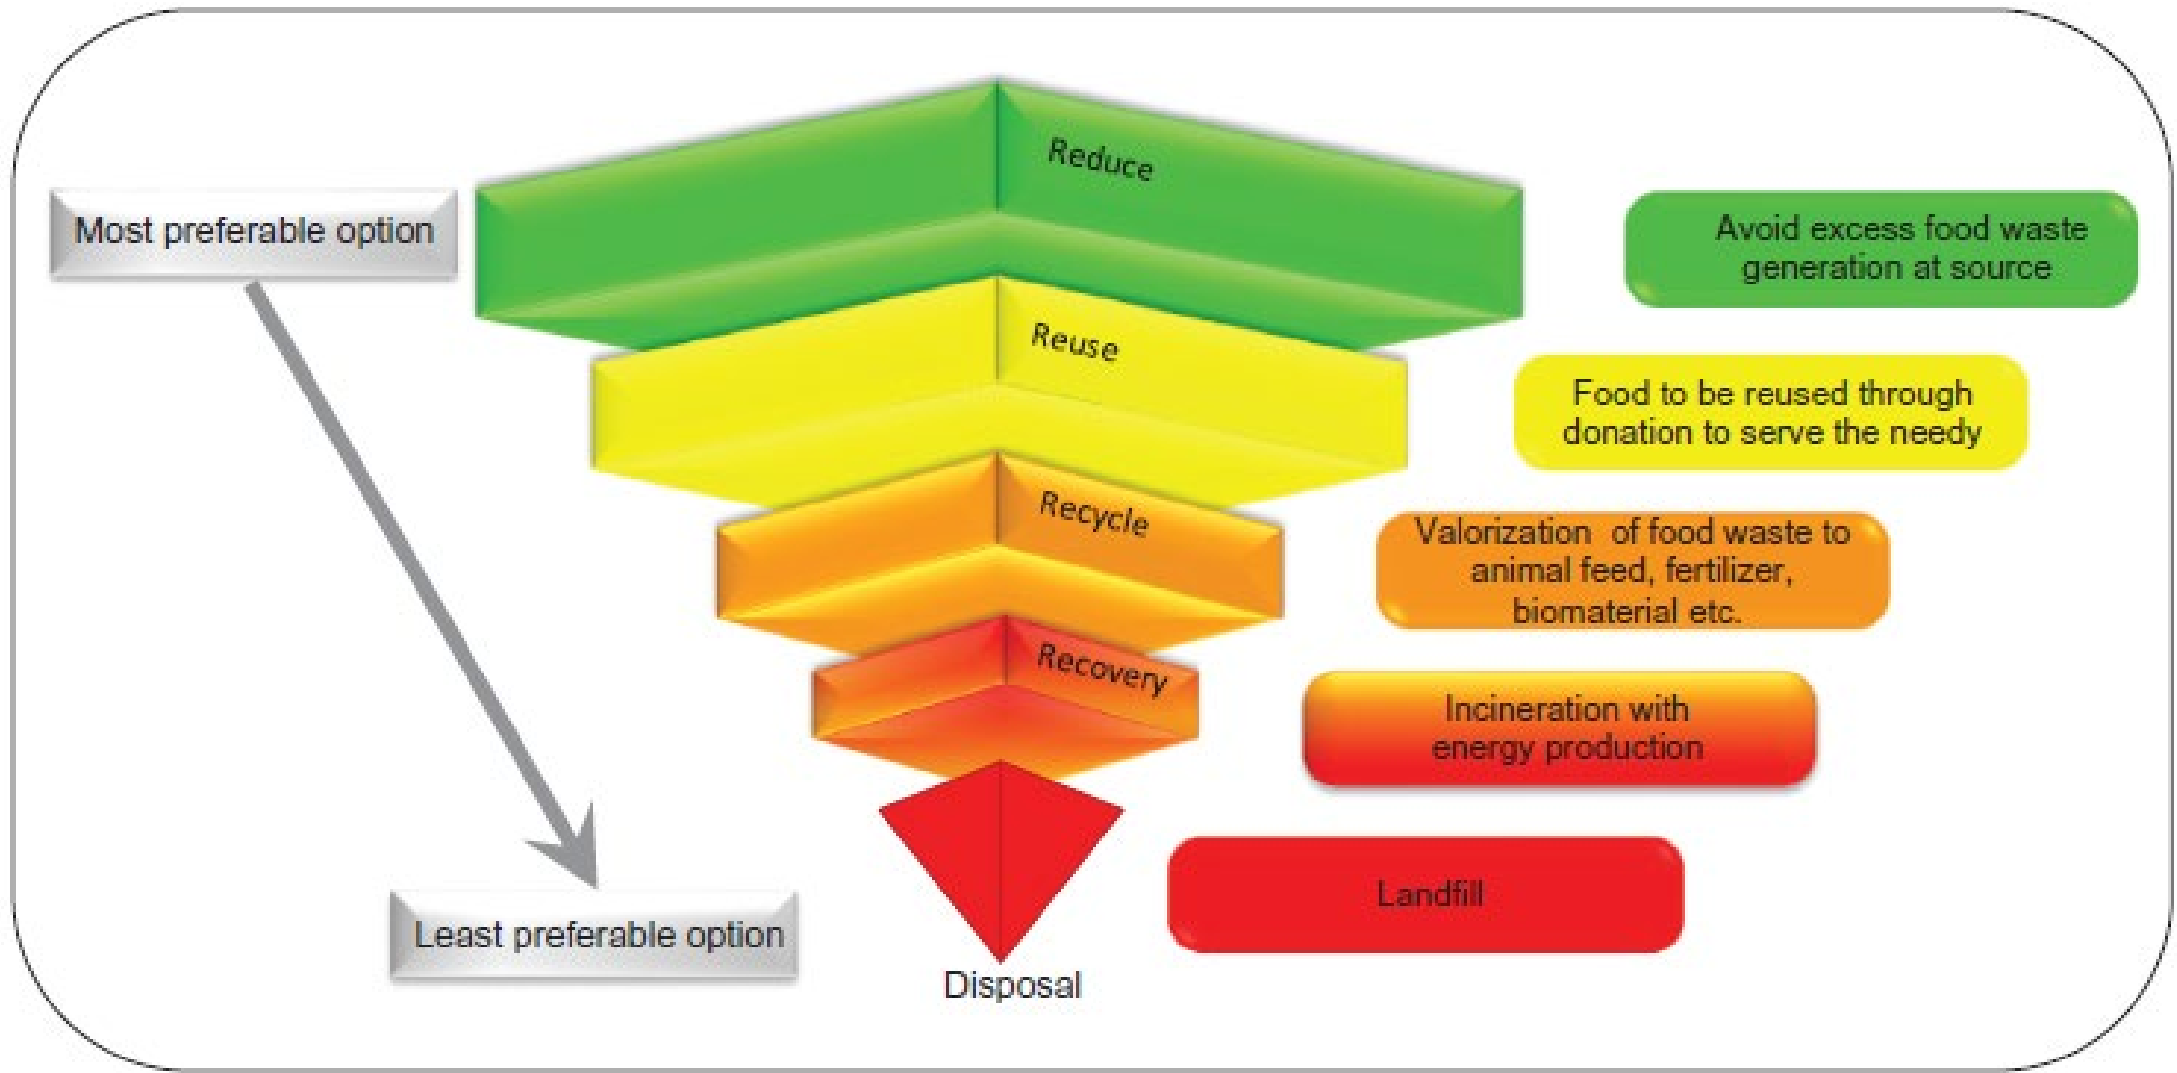 Reduce
Most preferable option
Avoid excess food waste
generation at source
Reuse
Food to be reused through
donation to serve the needy
Recycle
Valorization of food waste to
animal feed, fertilizer,
biomaterial etc.
Recovery
Incineration with
energy production
Landfill
Least preferable option
Disposal